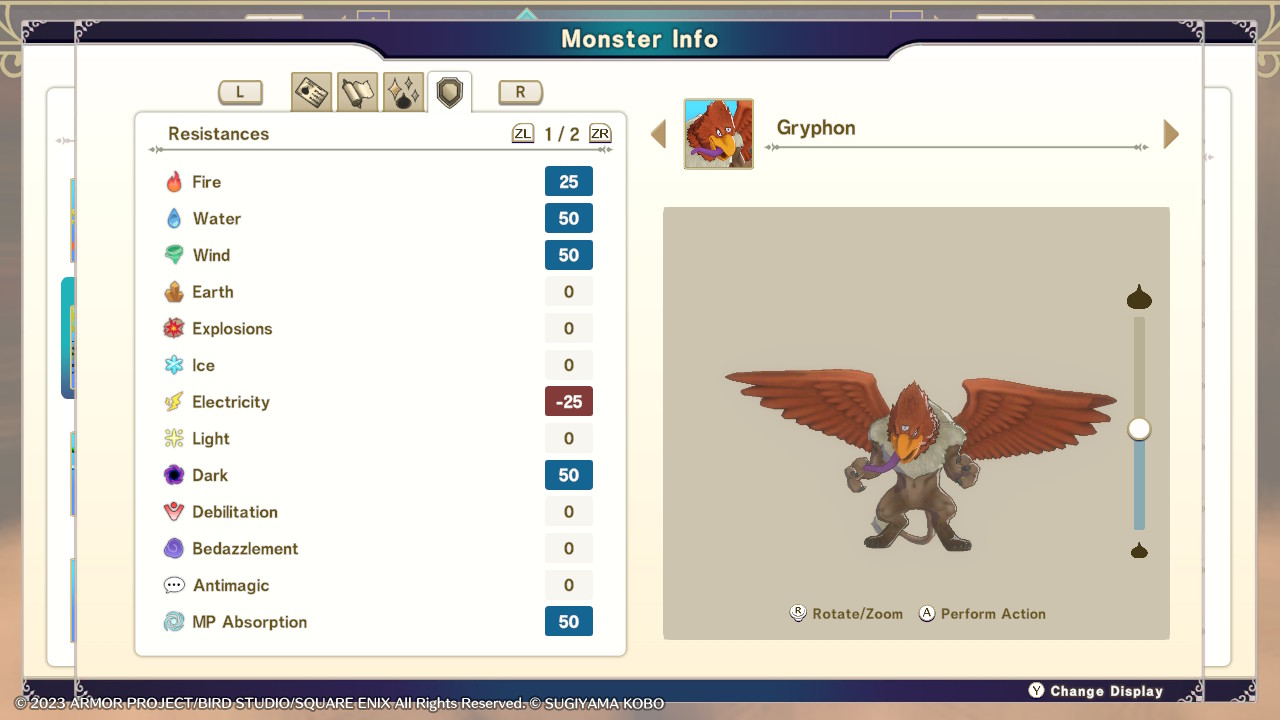 Monster Info
L
R
Resistances ZL 1 / 2 ZR
Fire 25
Water 50
Wind 50
Earth 0
Explosions 0
Ice 0
Electricity -25
Light 0
Dark 50
Debilitation 0
Bedazzlement 0
Antimagic 0
MP Absorption 50
Gryphon
R Rotate/Zoom A Perform Action
Y Change Display
© 2023 ARMOR PROJECT/BIRD STUDIO/SQUARE ENIX All Rights Reserved. © SUGIYAMA KOBO